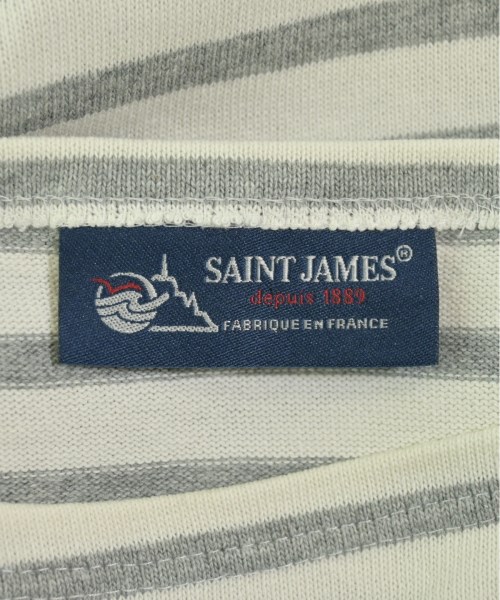 SAINT JAMES®
depuis 1889
FABRIQUE EN FRANCE